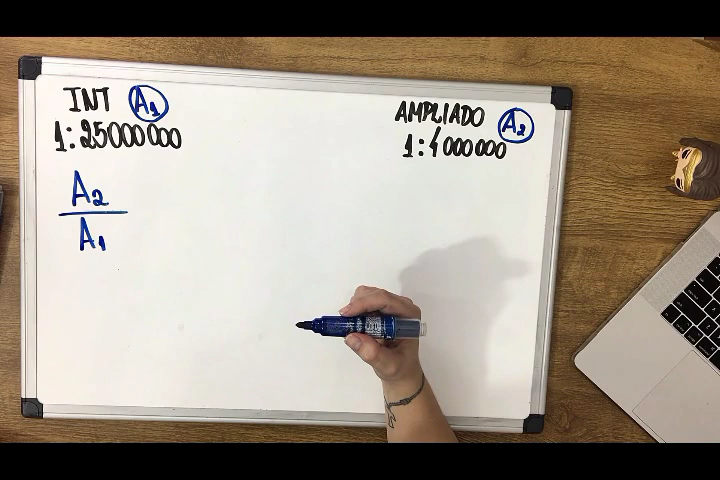 INT A1
1:25000000
AMPLIADO A2
1:4000000
A2
A1